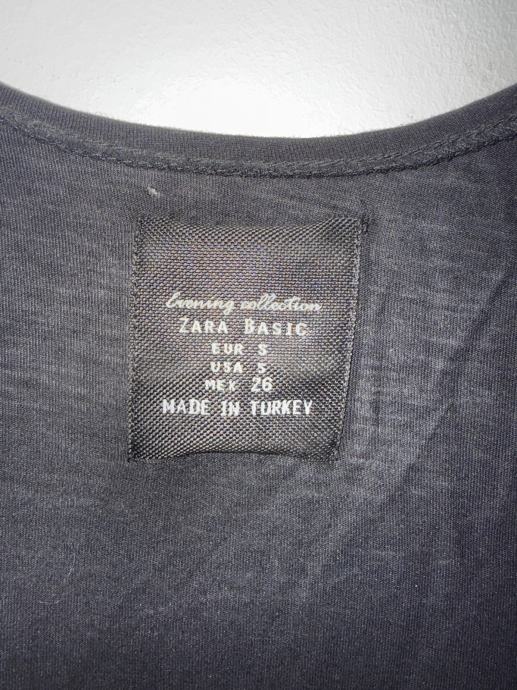 Evening collection
ZARA BASIC
EUR S
USA S
MEX 26
MADE IN TURKEY